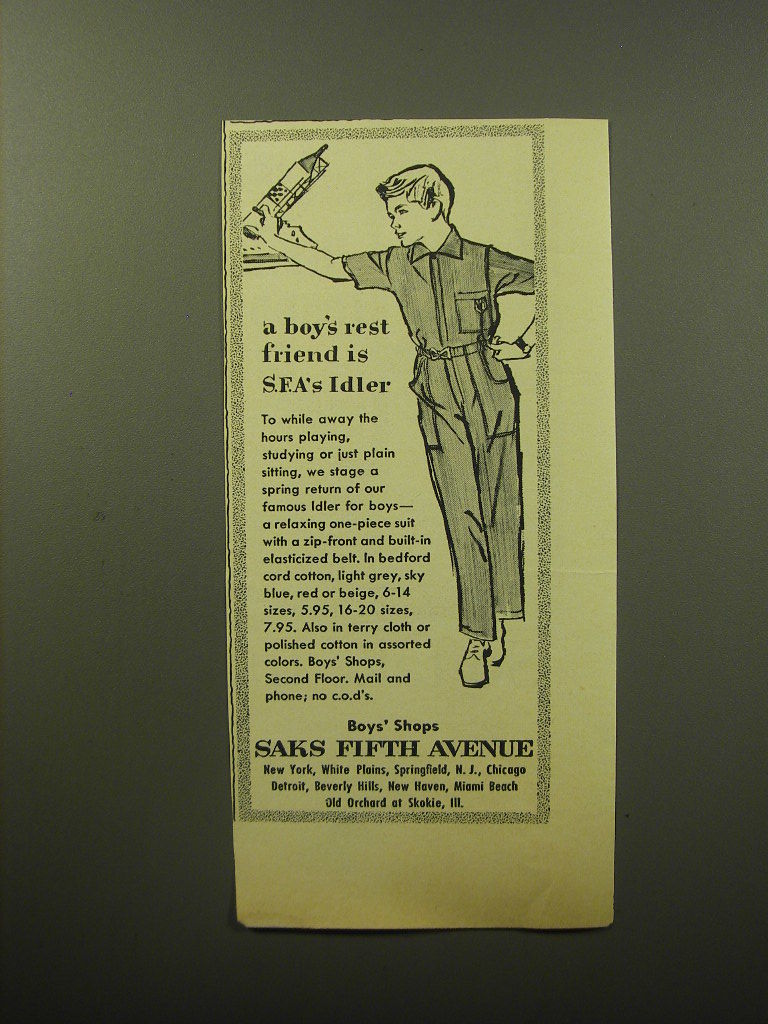 a boy's rest
friend is
S.F.A's Idler
To while away the
hours playing,
studying or just plain
sitting, we stage a
spring return of our
famous Idler for boys—
a relaxing one-piece suit
with a zip-front and built-in
elasticized belt. In bedford
cord cotton, light grey, sky
blue, red or beige, 6-14
sizes, 5.95, 16-20 sizes,
7.95. Also in terry cloth or
polished cotton in assorted
colors. Boys' Shops,
Second Floor. Mail and
phone; no c.o.d's.
Boys' Shops
SAKS FIFTH AVENUE
New York, White Plains, Springfield, N. J., Chicago
Detroit, Beverly Hills, New Haven, Miami Beach
Old Orchard at Skokie, Ill.